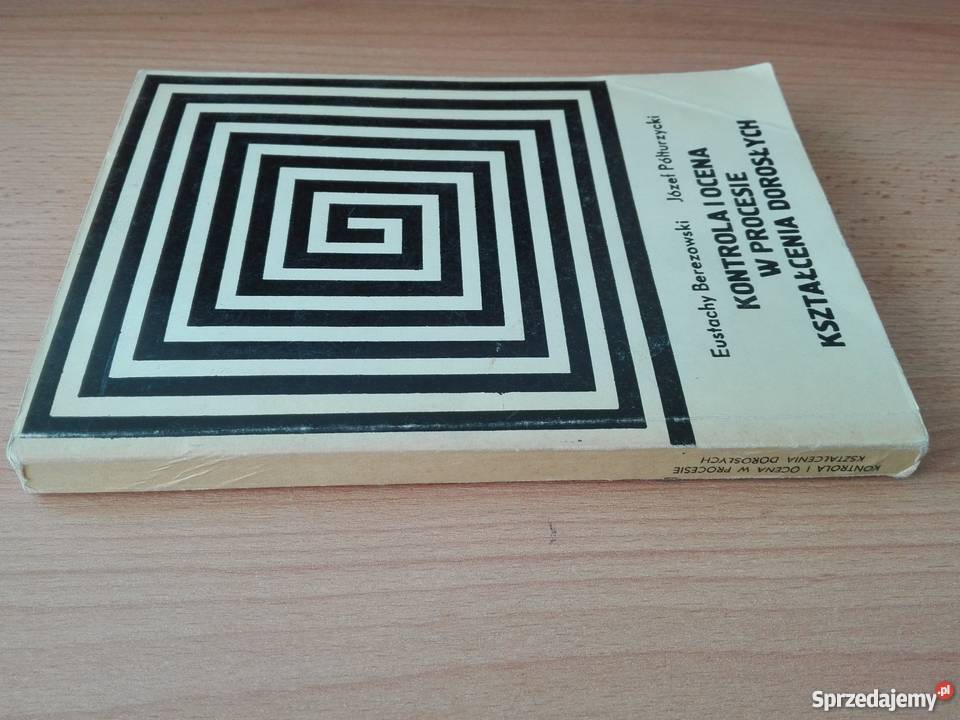 Eustachy Berezowski Józef Półturzycki
KONTROLA I OCENA
W PROCESIE
KSZTAŁCENIA DOROSŁYCH
KONTROLA I OCENA W PROCESIE
KSZTAŁCENIA DOROSŁYCH
Sprzedajemy.pl